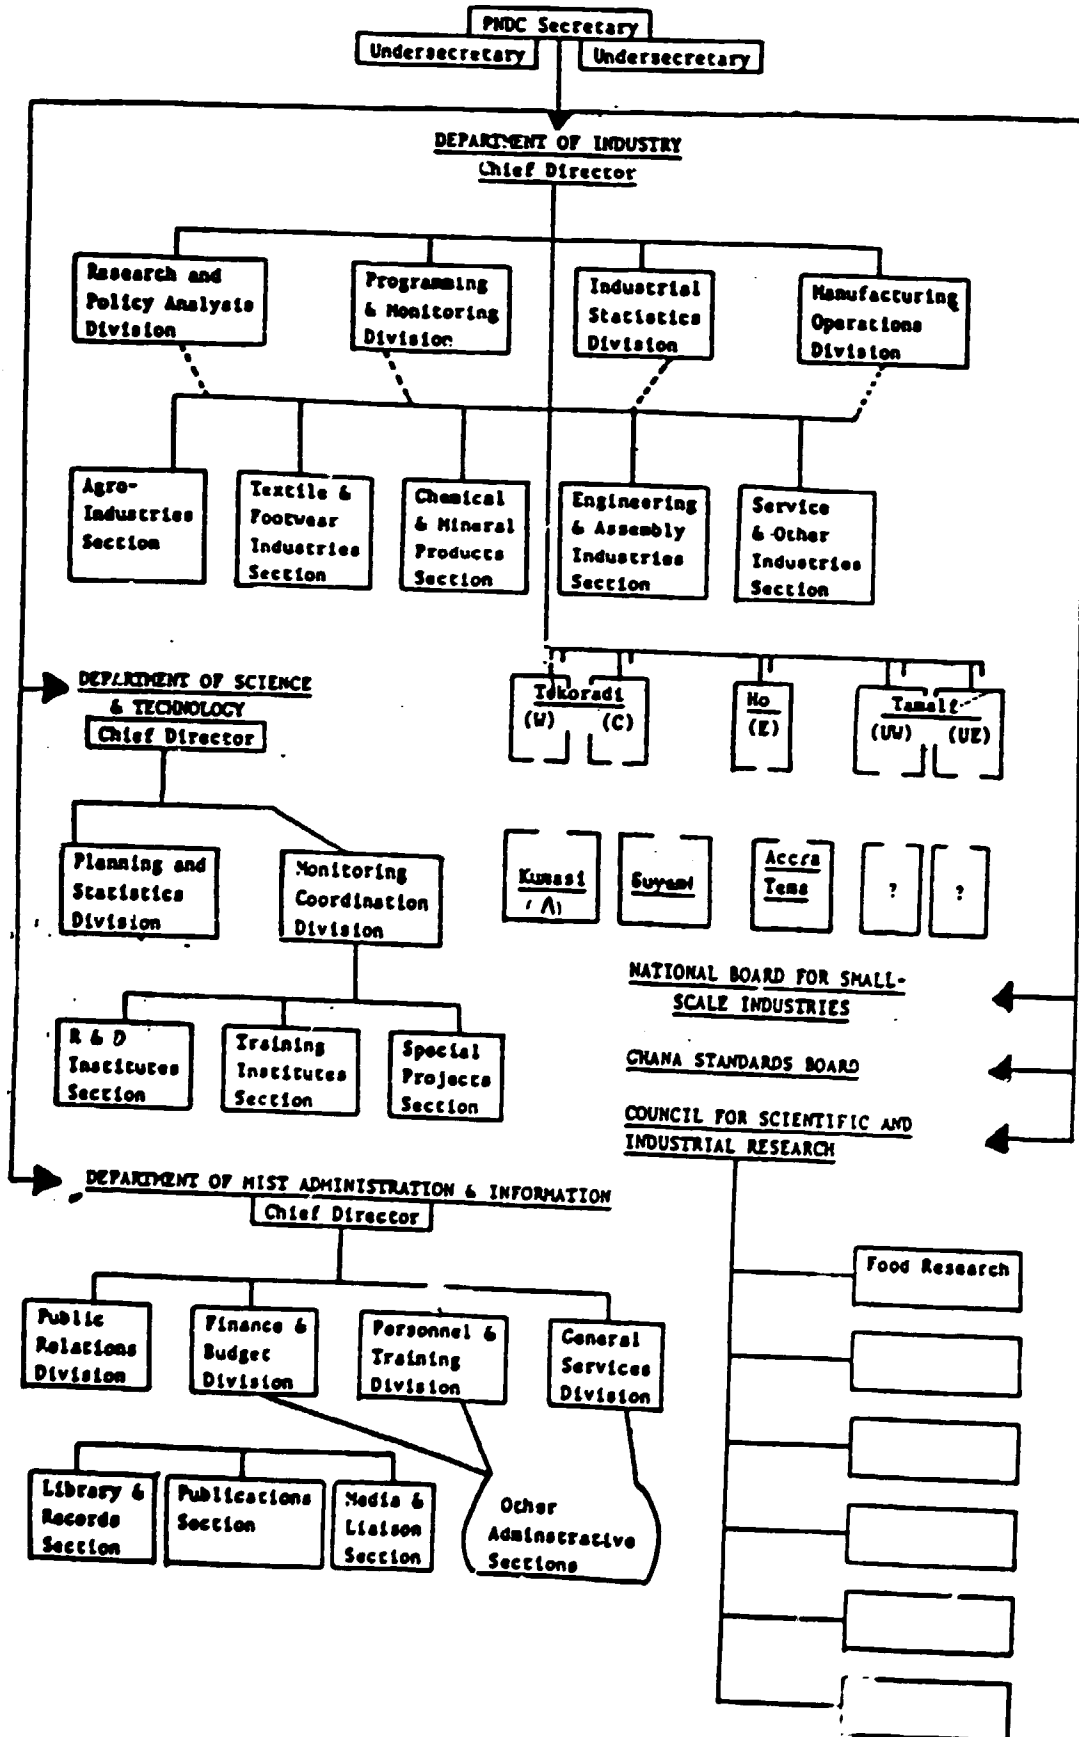 PNDC Secretary
Undersecretary
Undersecretary
DEPARTMENT OF INDUSTRY
Chief Director
Research and
Policy Analysis
Division
Programming
& Monitoring
Division
Industrial
Statistics
Division
Manufacturing
Operations
Division
Agro-
Industries
Section
Textile &
Footwear
Industries
Section
Chemical
& Mineral
Products
Section
Engineering
& Assembly
Industries
Section
Service
& Other
Industries
Section
DEPARTMENT OF SCIENCE
& TECHNOLOGY
Chief Director
Tekoradi
(W) (C)
Ho
(E)
Tamale
(UW) (UE)
Planning and
Statistics
Division
Monitoring
Coordination
Division
Kumasi
(A)
Suyani
Accra
Tema
?
?
R & D
Institutes
Section
Training
Institutes
Section
Special
Projects
Section
NATIONAL BOARD FOR SMALL-
SCALE INDUSTRIES
GHANA STANDARDS BOARD
COUNCIL FOR SCIENTIFIC AND
INDUSTRIAL RESEARCH
DEPARTMENT OF MIST ADMINISTRATION & INFORMATION
Chief Director
Public
Relations
Division
Finance &
Budget
Division
Personnel &
Training
Division
General
Services
Division
Library &
Records
Section
Publications
Section
Media &
Liaison
Section
Other
Adminstrative
Sections
Food Research